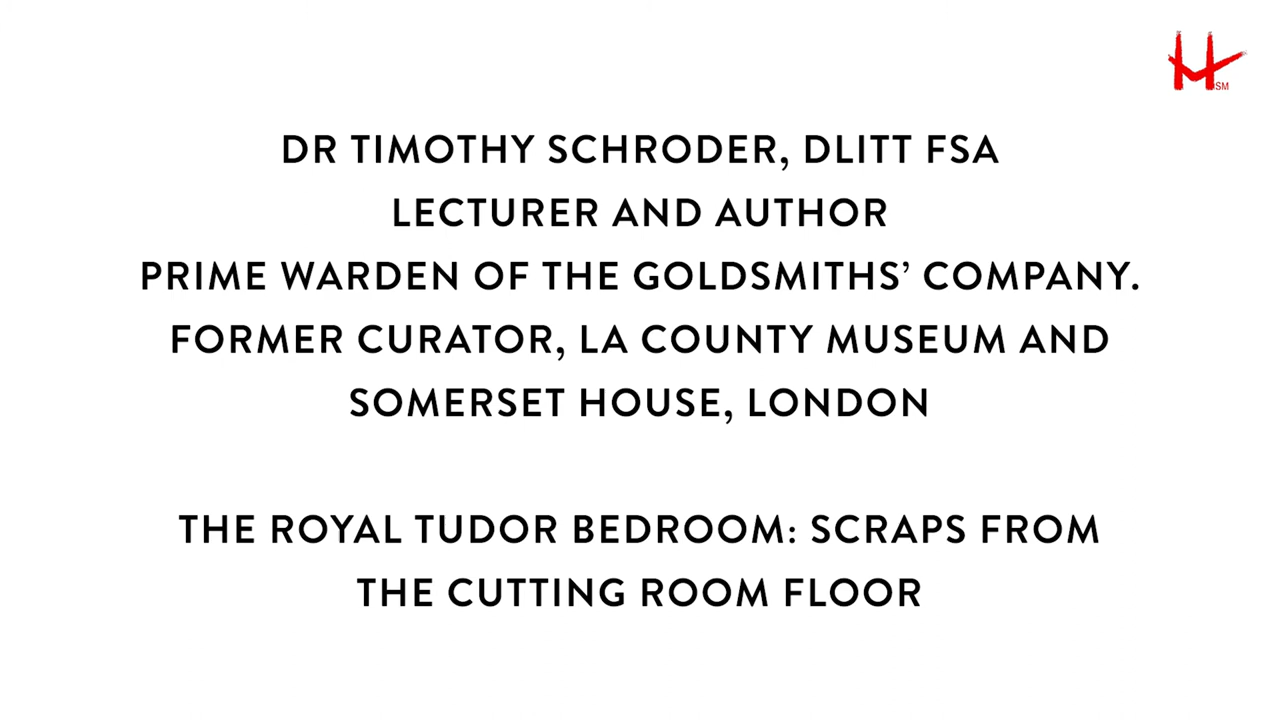 SM
DR TIMOTHY SCHRODER, DLITT FSA
LECTURER AND AUTHOR
PRIME WARDEN OF THE GOLDSMITHS’ COMPANY.
FORMER CURATOR, LA COUNTY MUSEUM AND
SOMERSET HOUSE, LONDON
THE ROYAL TUDOR BEDROOM: SCRAPS FROM
THE CUTTING ROOM FLOOR